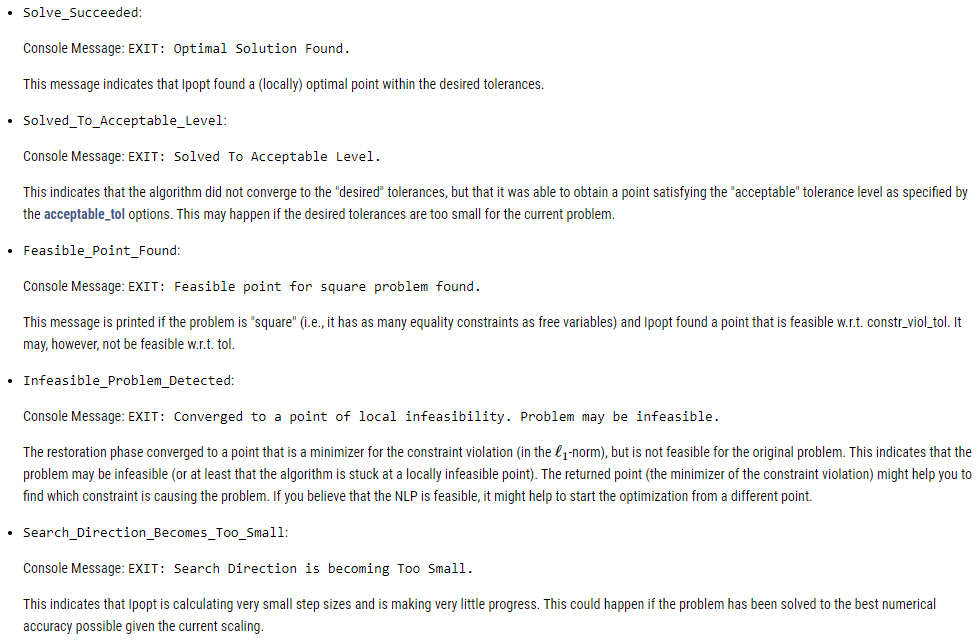 • Solve_Succeeded:
Console Message: EXIT: Optimal Solution Found.
This message indicates that Ipopt found a (locally) optimal point within the desired tolerances.
• Solved_To_Acceptable_Level:
Console Message: EXIT: Solved To Acceptable Level.
This indicates that the algorithm did not converge to the "desired" tolerances, but that it was able to obtain a point satisfying the "acceptable" tolerance level as specified by
the acceptable_tol options. This may happen if the desired tolerances are too small for the current problem.
• Feasible_Point_Found:
Console Message: EXIT: Feasible point for square problem found.
This message is printed if the problem is "square" (i.e., it has as many equality constraints as free variables) and Ipopt found a point that is feasible w.r.t. constr_viol_tol. It
may, however, not be feasible w.r.t. tol.
• Infeasible_Problem_Detected:
Console Message: EXIT: Converged to a point of local infeasibility. Problem may be infeasible.
The restoration phase converged to a point that is a minimizer for the constraint violation (in the ℓ₁-norm), but is not feasible for the original problem. This indicates that the
problem may be infeasible (or at least that the algorithm is stuck at a locally infeasible point). The returned point (the minimizer of the constraint violation) might help you to
find which constraint is causing the problem. If you believe that the NLP is feasible, it might help to start the optimization from a different point.
• Search_Direction_Becomes_Too_Small:
Console Message: EXIT: Search Direction is becoming Too Small.
This indicates that Ipopt is calculating very small step sizes and is making very little progress. This could happen if the problem has been solved to the best numerical
accuracy possible given the current scaling.